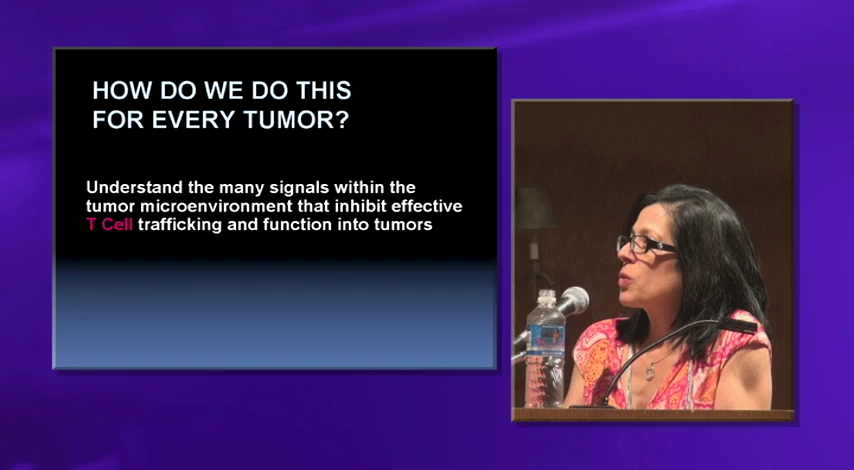 HOW DO WE DO THIS
FOR EVERY TUMOR?
Understand the many signals within the
tumor microenvironment that inhibit effective
T Cell trafficking and function into tumors